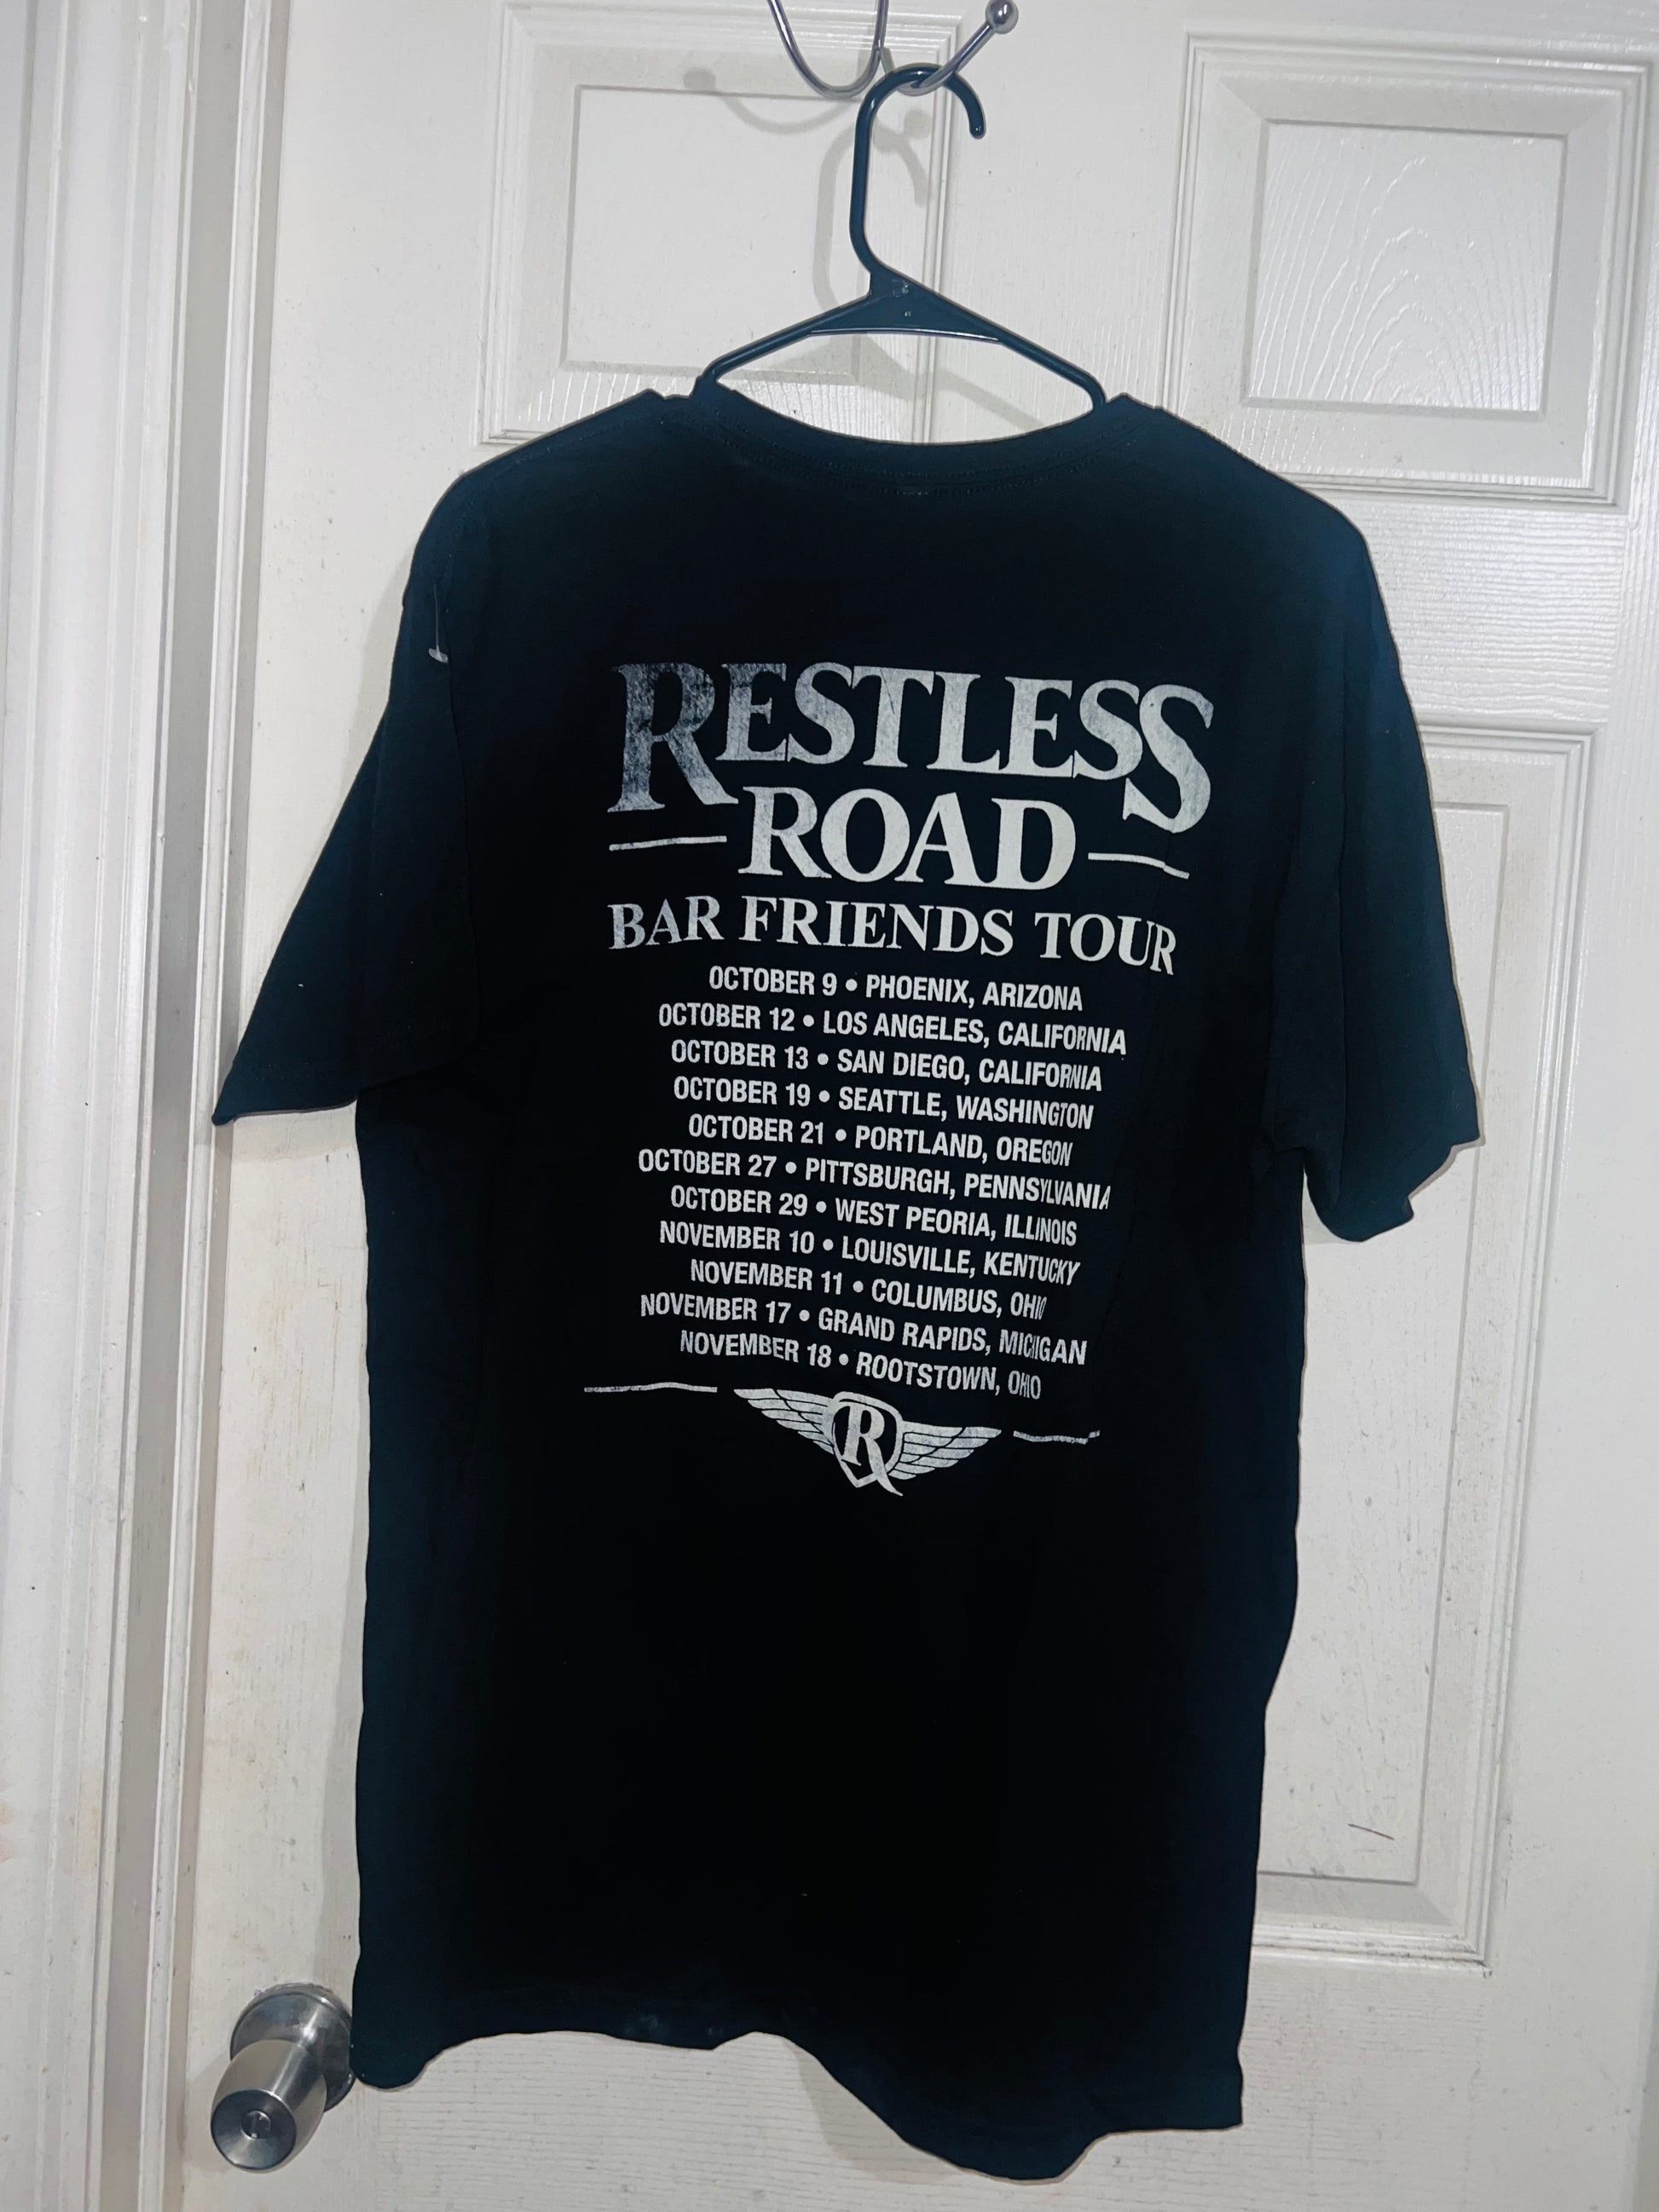 RESTLESS
ROAD
BAR FRIENDS TOUR
OCTOBER 9 • PHOENIX, ARIZONA
OCTOBER 12 • LOS ANGELES, CALIFORNIA
OCTOBER 13 • SAN DIEGO, CALIFORNIA
OCTOBER 19 • SEATTLE, WASHINGTON
OCTOBER 21 • PORTLAND, OREGON
OCTOBER 27 • PITTSBURGH, PENNSYLVANIA
OCTOBER 29 • WEST PEORIA, ILLINOIS
NOVEMBER 10 • LOUISVILLE, KENTUCKY
NOVEMBER 11 • COLUMBUS, OHIO
NOVEMBER 17 • GRAND RAPIDS, MICHIGAN
NOVEMBER 18 • ROOTSTOWN, OHIO
R